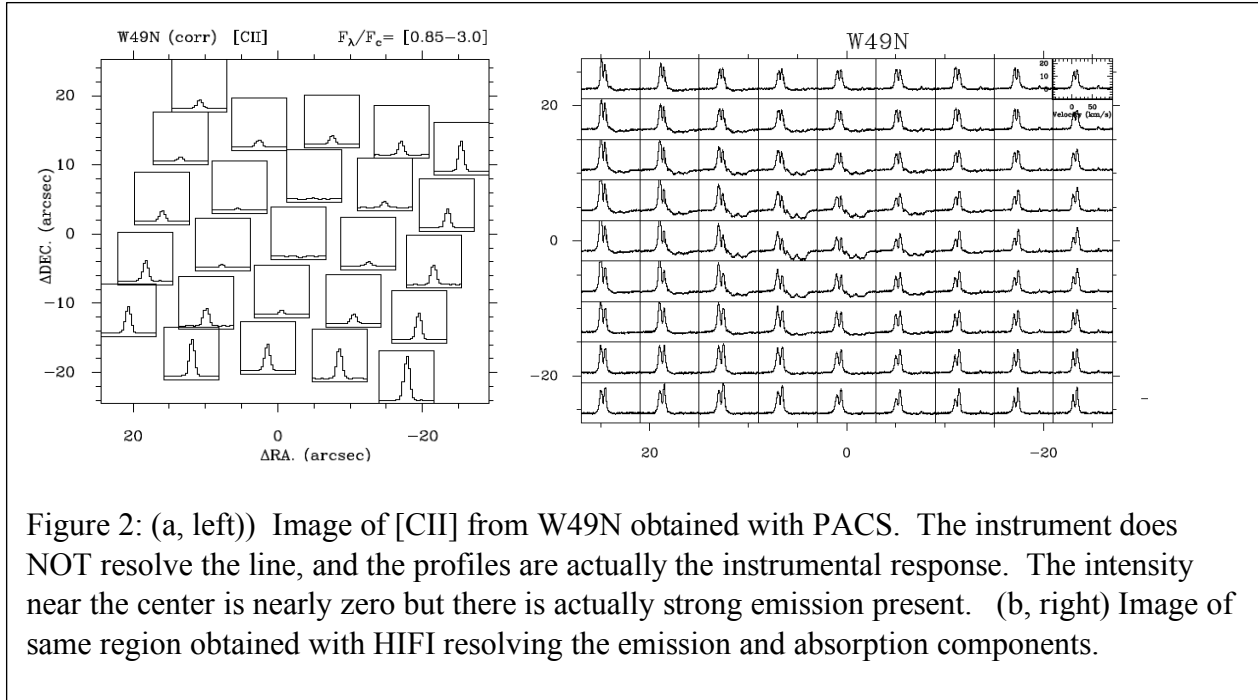 W49N (corr) [CII] F_λ/F_c= [0.85-3.0]
20
10
0
-10
-20
ΔDEC. (arcsec)
20 0 -20
ΔRA. (arcsec)
W49N
20
10
0
0 50
Velocity (km/s)
20
0
-20
20 0 -20
Figure 2: (a, left)) Image of [CII] from W49N obtained with PACS. The instrument does
NOT resolve the line, and the profiles are actually the instrumental response. The intensity
near the center is nearly zero but there is actually strong emission present. (b, right) Image of
same region obtained with HIFI resolving the emission and absorption components.